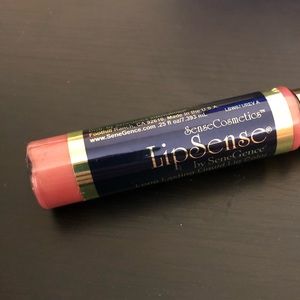 Foothill Ranch, CA 92610. Made in the U.S.A.
www.SeneGence.com .25 fl oz/7.393 mL
SenseCosmetics™
LipSense®
by SeneGence®
Long Lasting Liquid Lip Color